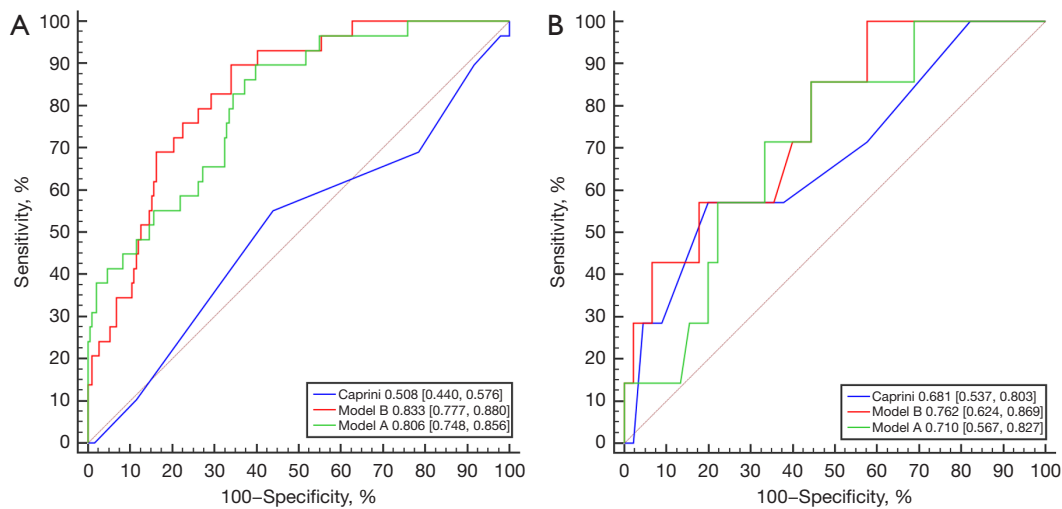 A
Sensitivity, %
100
90
80
70
60
50
40
30
20
10
0
Caprini 0.508 [0.440, 0.576]
Model B 0.833 [0.777, 0.880]
Model A 0.806 [0.748, 0.856]
0 10 20 30 40 50 60 70 80 90 100
100–Specificity, %
B
Sensitivity, %
100
90
80
70
60
50
40
30
20
10
0
Caprini 0.681 [0.537, 0.803]
Model B 0.762 [0.624, 0.869]
Model A 0.710 [0.567, 0.827]
0 10 20 30 40 50 60 70 80 90 100
100–Specificity, %